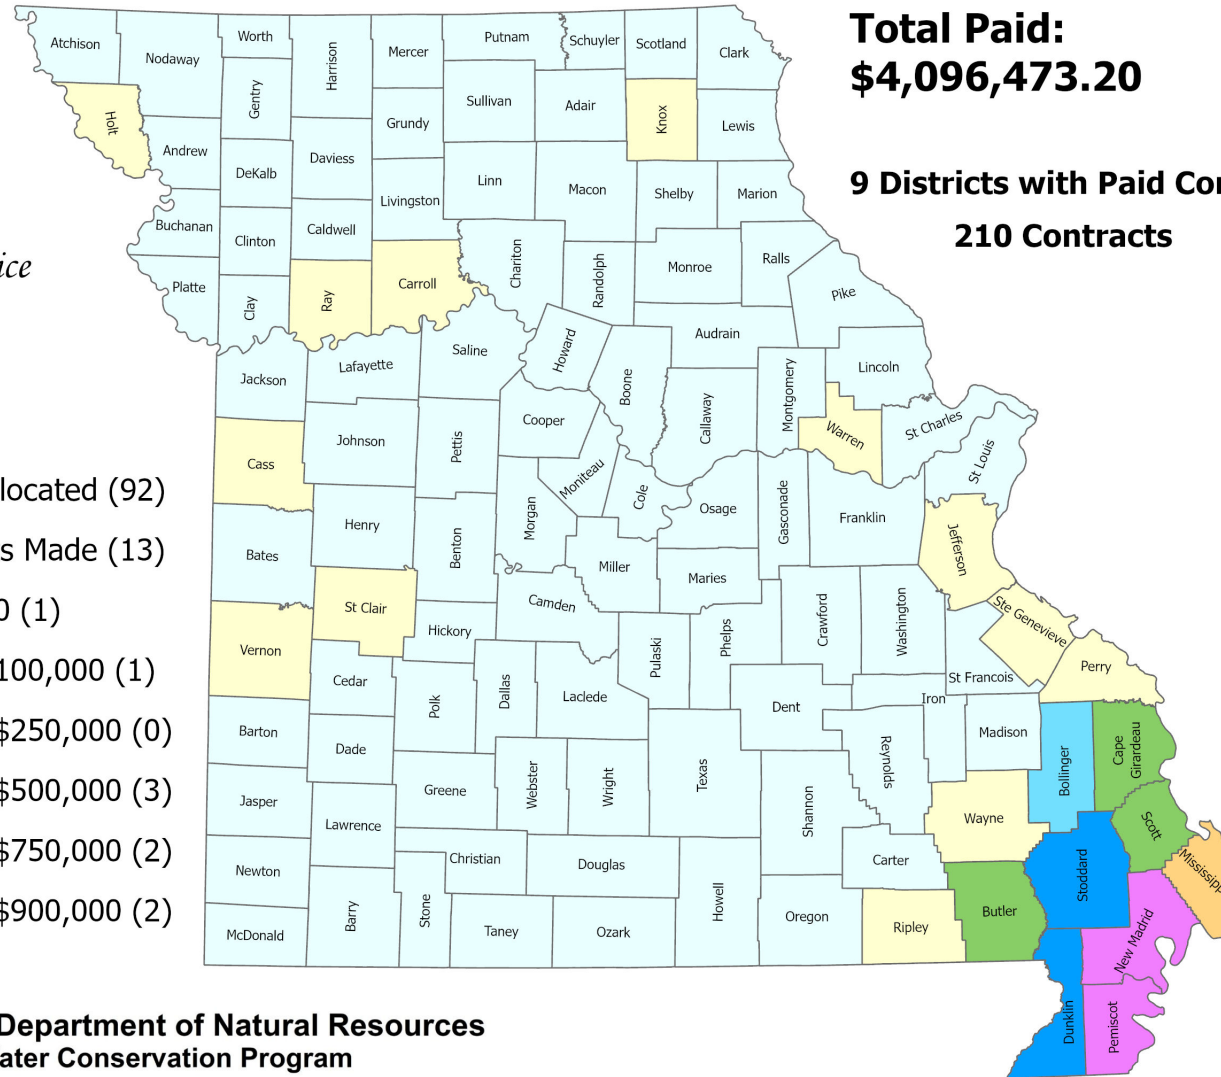 Total Paid:
$4,096,473.20
9 Districts with Paid Con
210 Contracts
ice
located (92)
s Made (13)
0 (1)
100,000 (1)
$250,000 (0)
$500,000 (3)
$750,000 (2)
$900,000 (2)
Atchison
Nodaway
Worth
Harrison
Mercer
Putnam
Schuyler
Scotland
Clark
Holt
Andrew
Gentry
Grundy
Sullivan
Adair
Knox
Lewis
DeKalb
Daviess
Livingston
Linn
Macon
Shelby
Marion
Buchanan
Clinton
Caldwell
Chariton
Randolph
Monroe
Ralls
Pike
Platte
Clay
Ray
Carroll
Howard
Audrain
Jackson
Lafayette
Saline
Boone
Callaway
Montgomery
Lincoln
Cass
Johnson
Pettis
Cooper
Moniteau
Cole
Warren
St Charles
St Louis
Bates
Henry
Benton
Morgan
Osage
Gasconade
Franklin
Jefferson
Vernon
St Clair
Hickory
Camden
Miller
Maries
Crawford
Washington
Ste Genevieve
Cedar
Polk
Dallas
Laclede
Pulaski
Phelps
St Francois
Perry
Barton
Dade
Dent
Iron
Madison
Bollinger
Cape
Girardeau
Jasper
Greene
Webster
Wright
Texas
Reynolds
Lawrence
Shannon
Wayne
Scott
Newton
Christian
Douglas
Carter
Stoddard
Mississipp
McDonald
Barry
Stone
Taney
Ozark
Howell
Oregon
Ripley
Butler
New Madrid
Dunklin
Pemiscot
Department of Natural Resources
ater Conservation Program